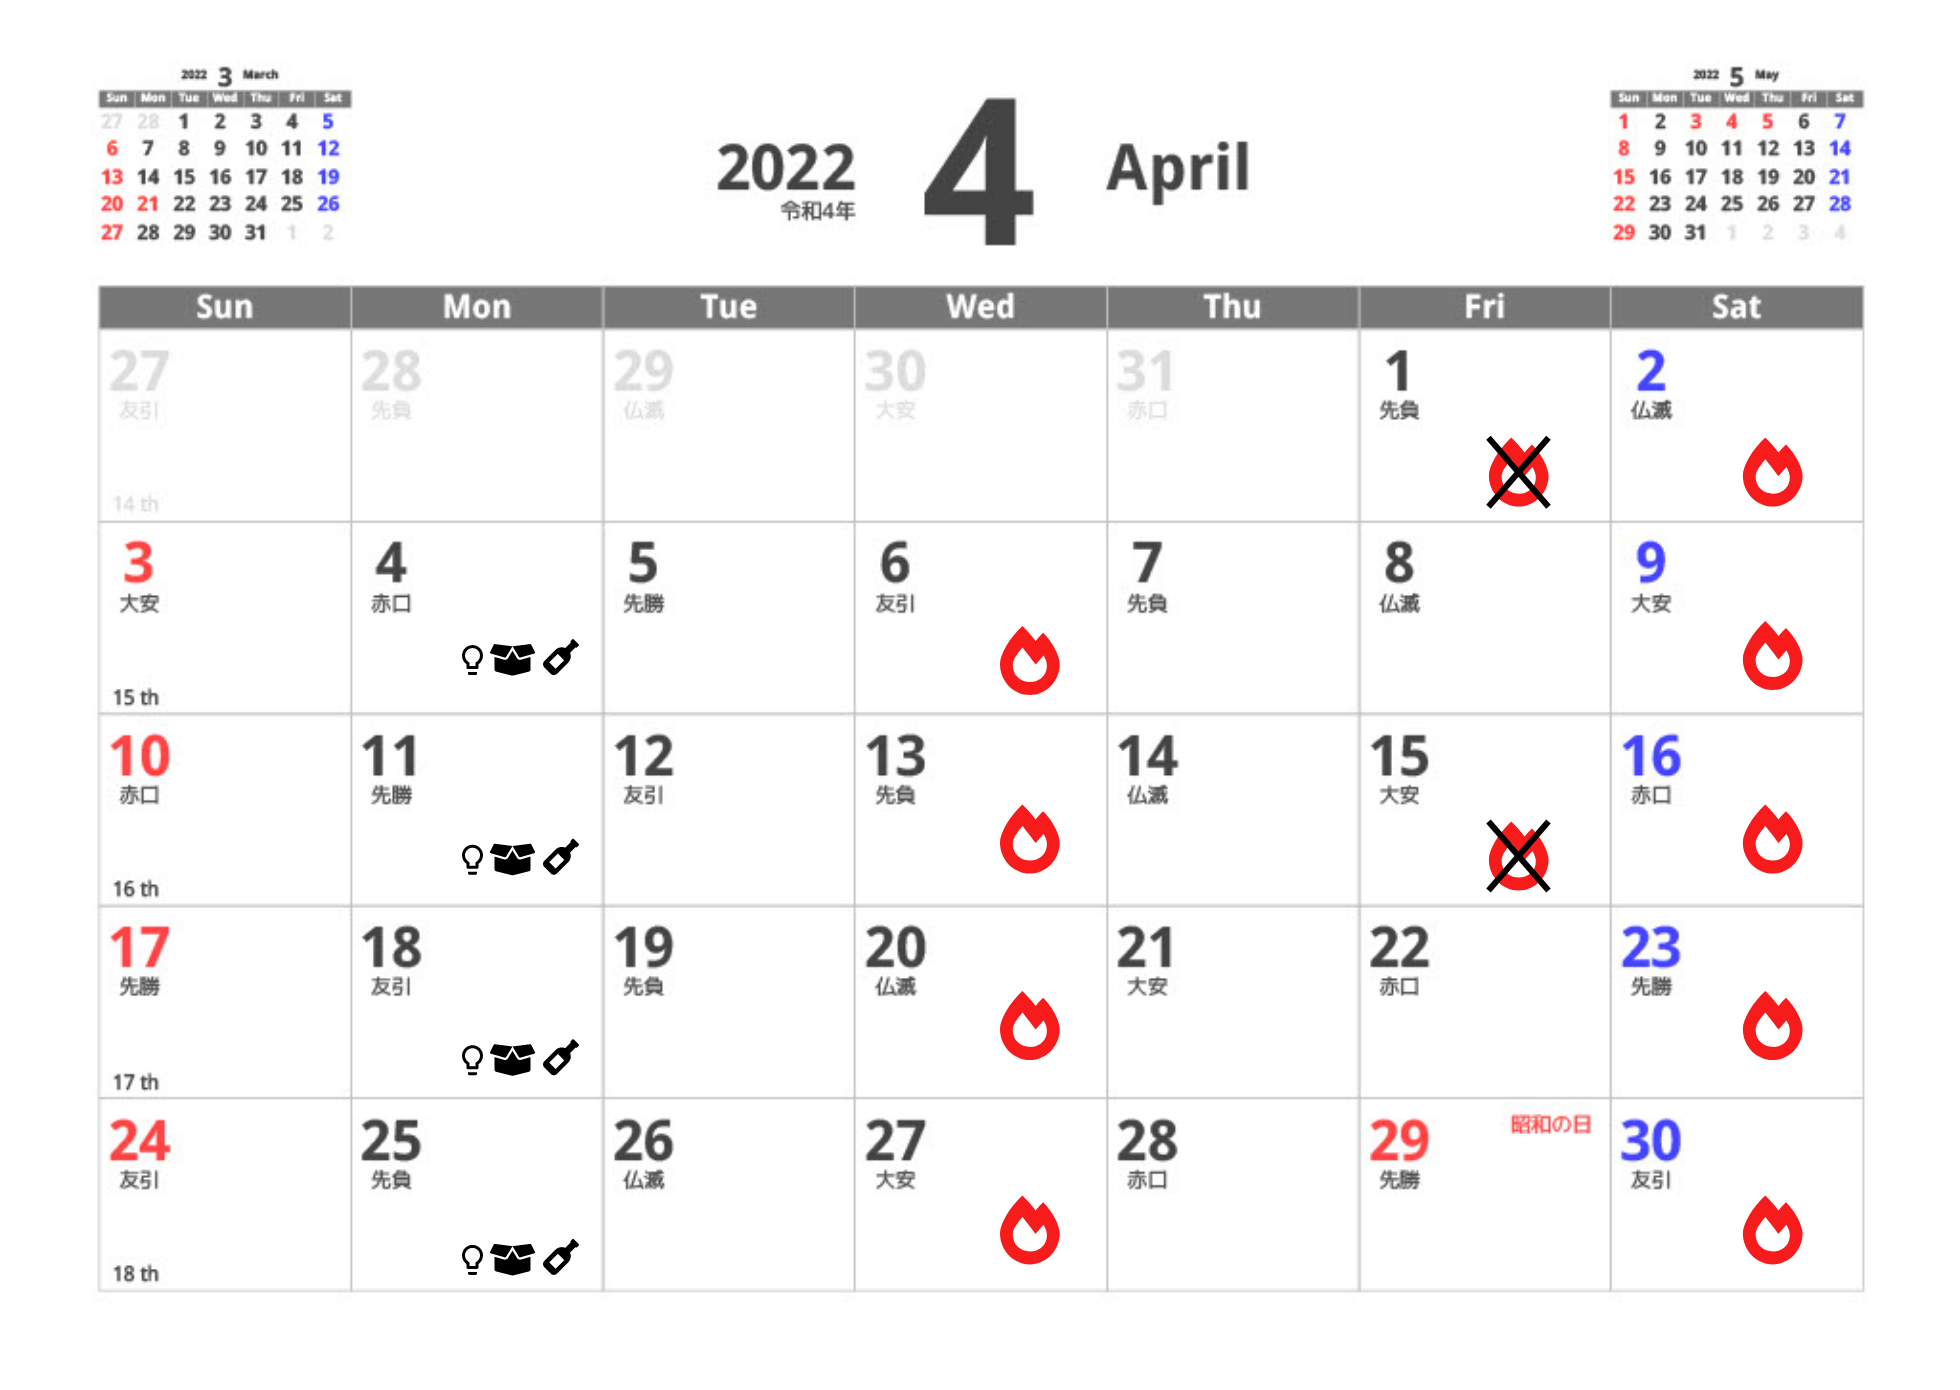 2022 3 March
Sun Mon Tue Wed Thu Fri Sat
27 28 1 2 3 4 5
6 7 8 9 10 11 12
13 14 15 16 17 18 19
20 21 22 23 24 25 26
27 28 29 30 31 1 2
2022 4 April
令和4年
2022 5 May
Sun Mon Tue Wed Thu Fri Sat
1 2 3 4 5 6 7
8 9 10 11 12 13 14
15 16 17 18 19 20 21
22 23 24 25 26 27 28
29 30 31 1 2 3 4
Sun Mon Tue Wed Thu Fri Sat
27 28 29 30 31 1 2
友引 先負 仏滅 大安 赤口 先負 仏滅
14 th
3 4 5 6 7 8 9
大安 赤口 先勝 友引 先負 仏滅 大安
15 th
10 11 12 13 14 15 16
赤口 先勝 友引 先負 仏滅 大安 赤口
16 th
17 18 19 20 21 22 23
先勝 友引 先負 仏滅 大安 赤口 先勝
17 th
24 25 26 27 28 29 昭和の日 30
友引 先負 仏滅 大安 赤口 先勝 友引
18 th